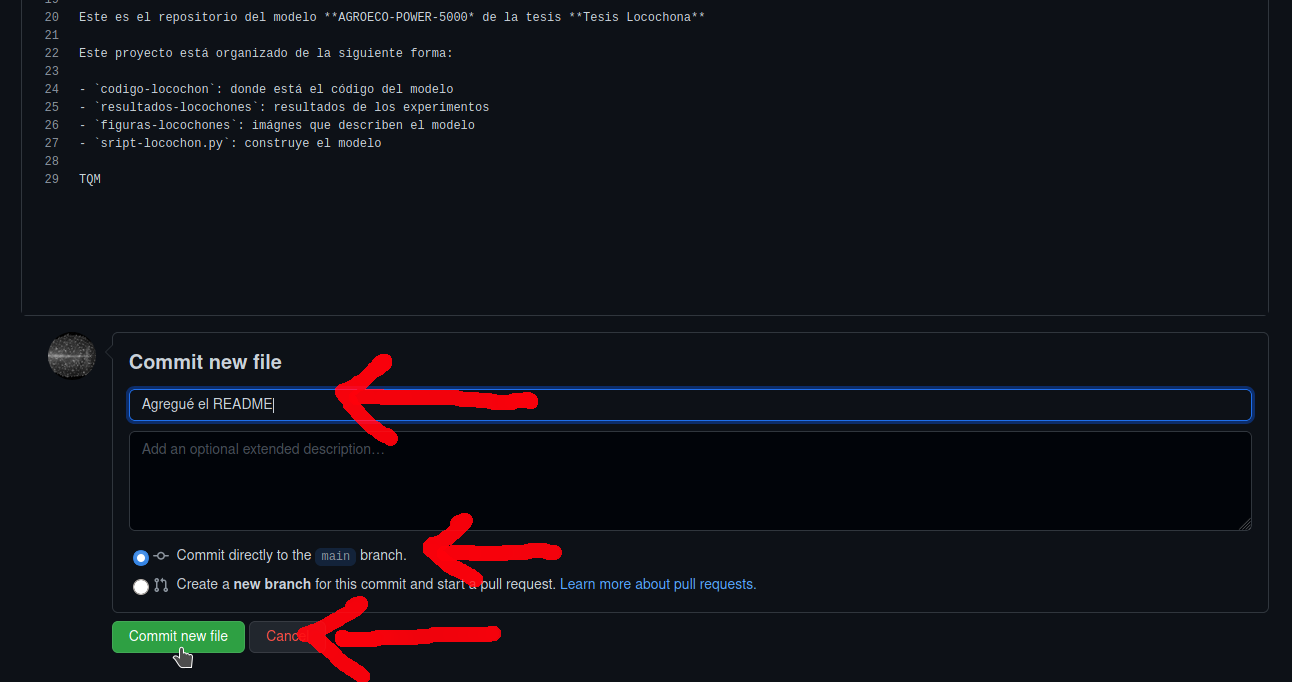 20 Este es el repositorio del modelo **AGROECO-POWER-5000* de la tesis **Tesis Locochona**
21
22 Este proyecto está organizado de la siguiente forma:
23
24 - `codigo-locochon`: donde está el código del modelo
25 - `resultados-locochones`: resultados de los experimentos
26 - `figuras-locochones`: imágnes que describen el modelo
27 - `sript-locochon.py`: construye el modelo
28
29 TQM
Commit new file
Agregué el README
Add an optional extended description…
Commit directly to the main branch.
Create a new branch for this commit and start a pull request. Learn more about pull requests.
Commit new file Cancel